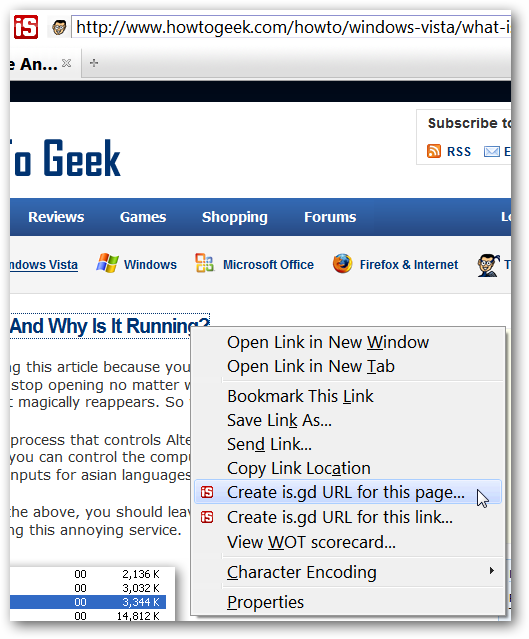 is http://www.howtogeek.com/howto/windows-vista/what-i
e An...
Subscribe to
o Geek
RSS E
Reviews Games Shopping Forums Lo
ndows Vista Windows Microsoft Office Firefox & Internet T
And Why Is It Running?
ng this article because you
stop opening no matter w
t magically reappears. So
process that controls Alte
you can control the compu
inputs for asian languages
the above, you should leav
ng this annoying service.
Open Link in New Window
Open Link in New Tab
Bookmark This Link
Save Link As...
Send Link...
Copy Link Location
is Create is.gd URL for this page...
is Create is.gd URL for this link...
View WOT scorecard...
Character Encoding
Properties
00 2,136 K
00 3,032 K
00 3,344 K
00 14,812 K